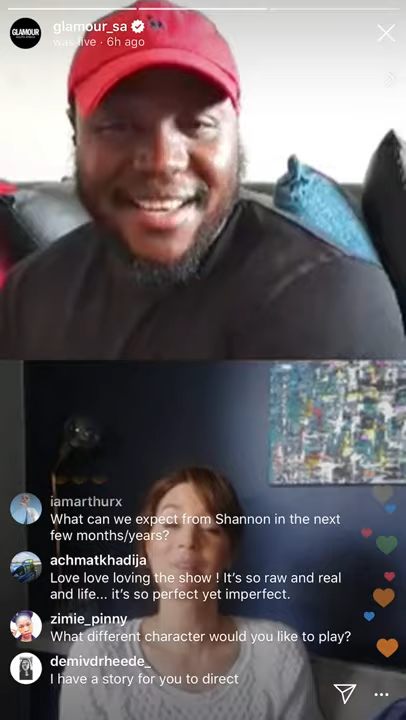 GLAMOUR
glamour_sa
was live · 6h ago
iamarthurx
What can we expect from Shannon in the next
few months/years?
achmatkhadija
Love love loving the show ! It's so raw and real
and life... it's so perfect yet imperfect.
zimie_pinny
What different character would you like to play?
demivdrheede_
I have a story for you to direct